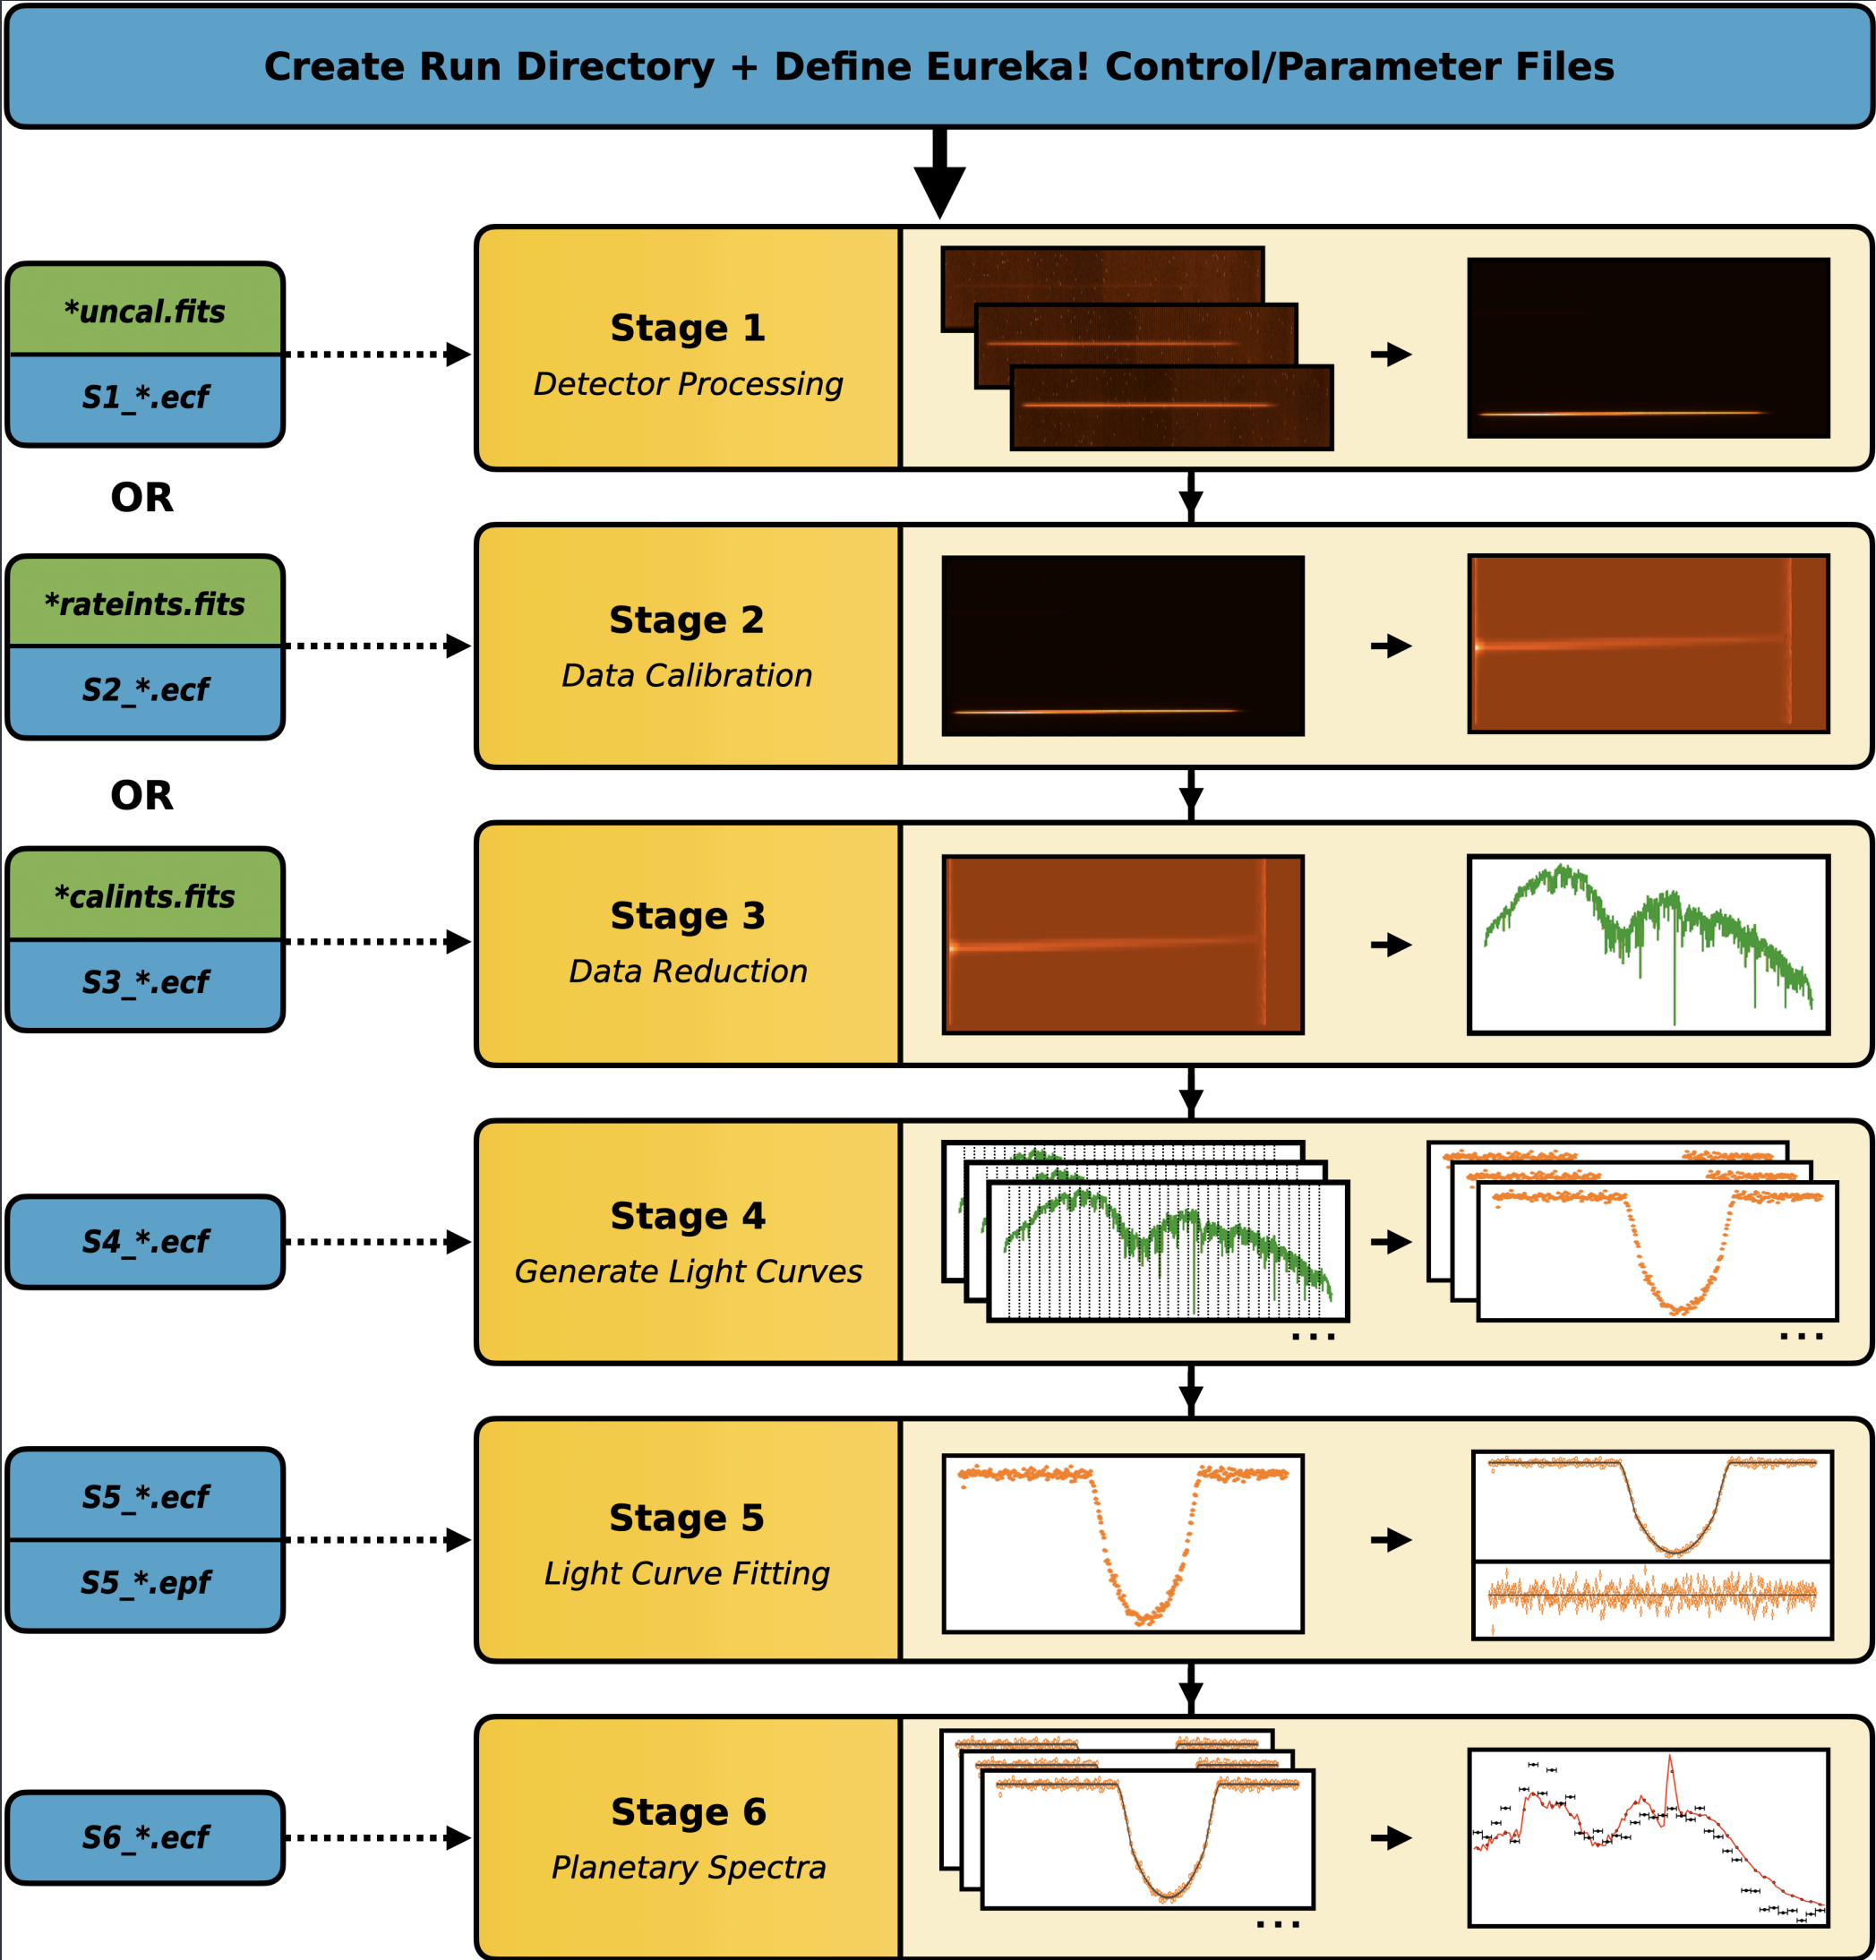 Create Run Directory + Define Eureka! Control/Parameter Files
*uncal.fits
S1_*.ecf
Stage 1
Detector Processing
OR
*rateints.fits
S2_*.ecf
Stage 2
Data Calibration
OR
*calints.fits
S3_*.ecf
Stage 3
Data Reduction
S4_*.ecf
Stage 4
Generate Light Curves
...
...
S5_*.ecf
S5_*.epf
Stage 5
Light Curve Fitting
S6_*.ecf
Stage 6
Planetary Spectra
...